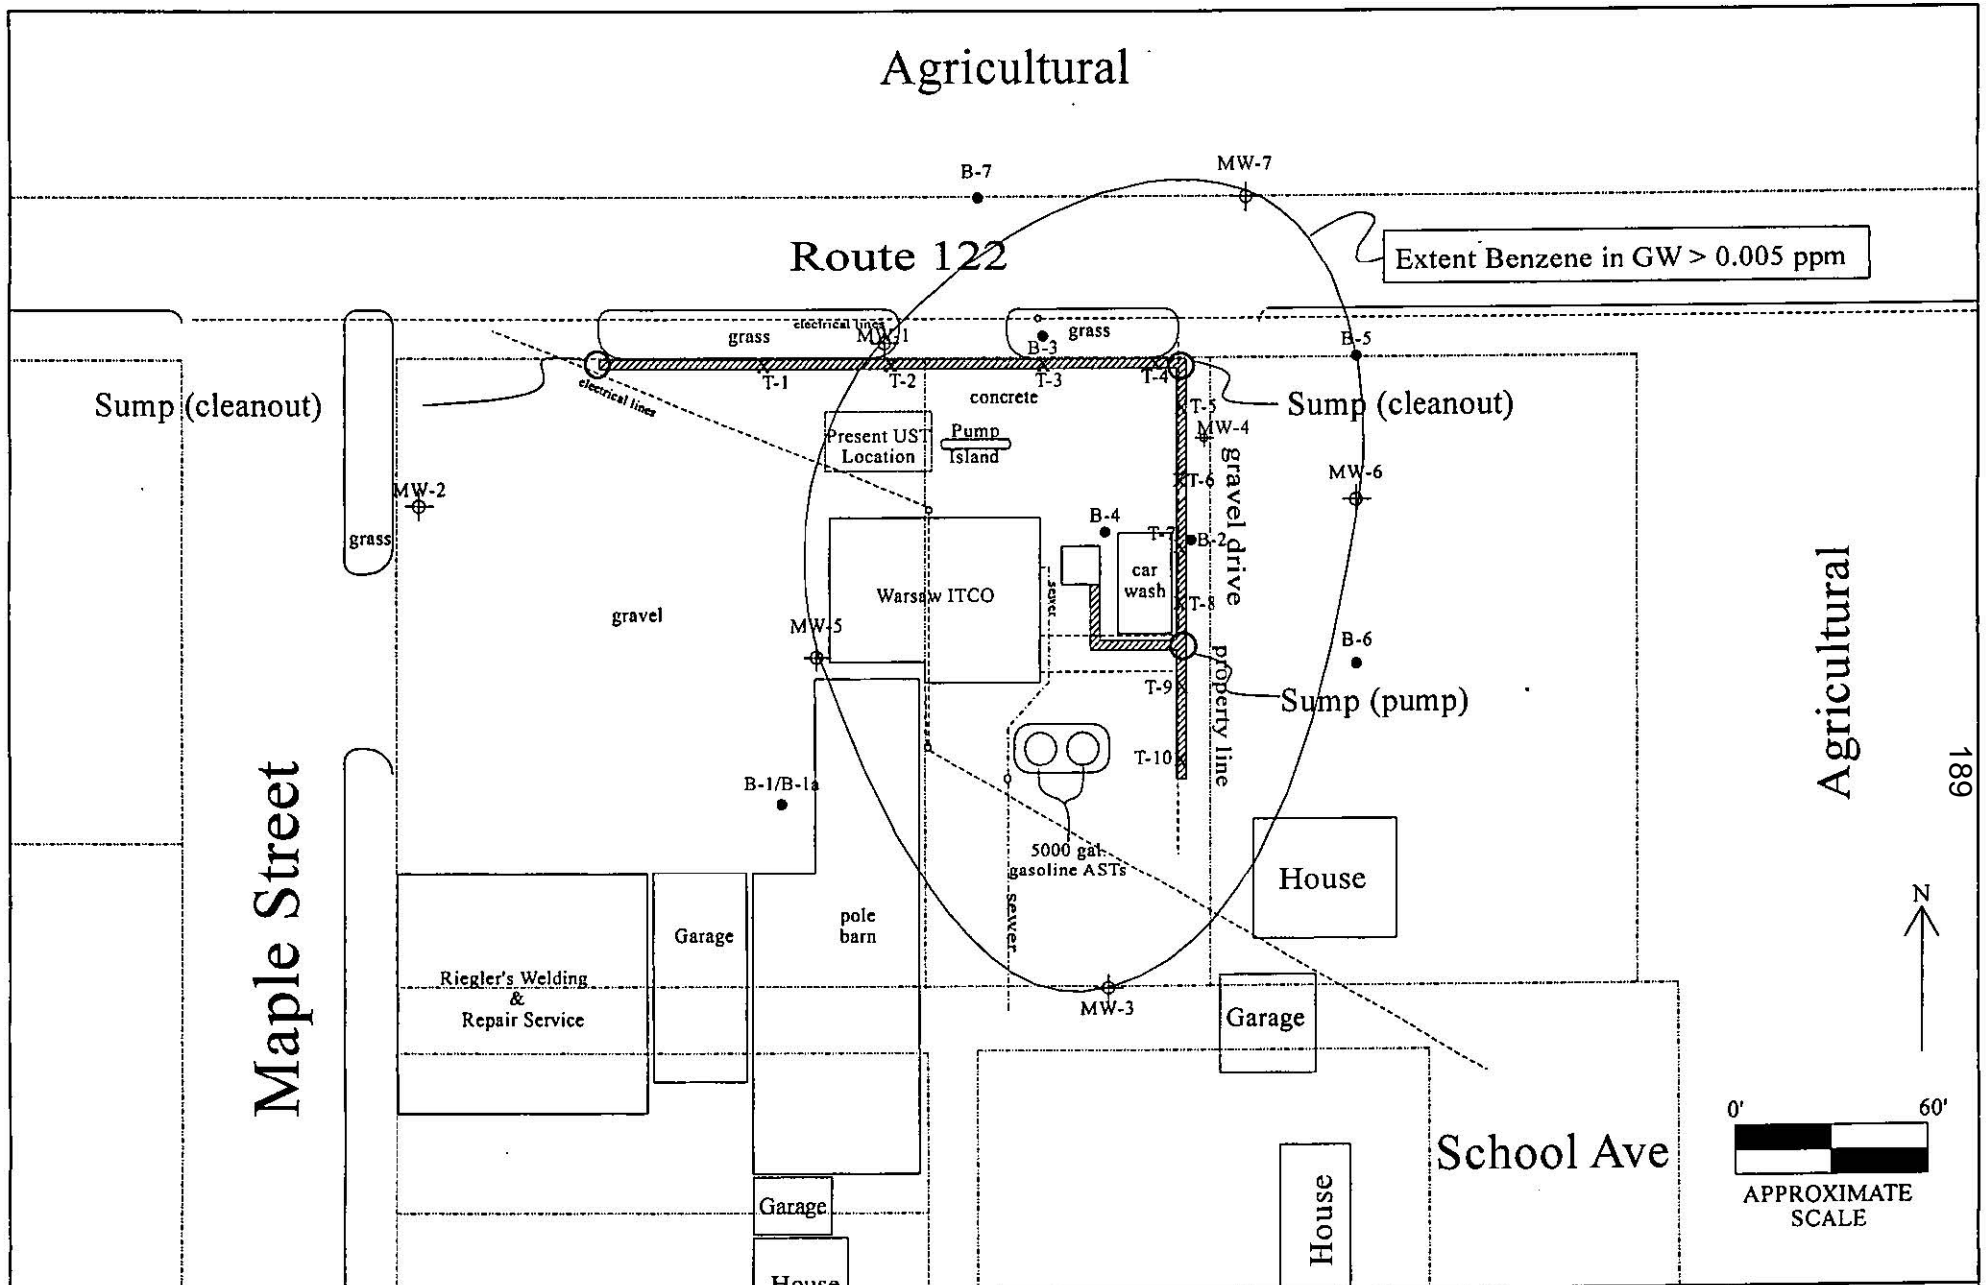 Agricultural
B-7
MW-7
Route 122
Extent Benzene in GW > 0.005 ppm
grass
electrical lines
MW-1
grass
B-3
B-5
T-1
T-2
T-3
T-4
electrical lines
Sump (cleanout)
concrete
T-5
Sump (cleanout)
Present UST
Location
Pump
Island
MW-4
gravel drive
T-6
MW-6
MW-2
B-4
T-7
B-2
grass
car
wash
sewer
Warsaw ITCO
T-8
gravel
MW-5
B-6
property line
T-9
Sump (pump)
T-10
Agricultural
189
B-1/B-1a
5000 gal.
gasoline ASTs
House
N
sewer
pole
barn
Garage
Maple Street
Riegler's Welding
&
Repair Service
MW-3
Garage
0'
60'
School Ave
APPROXIMATE
SCALE
Garage
House
House